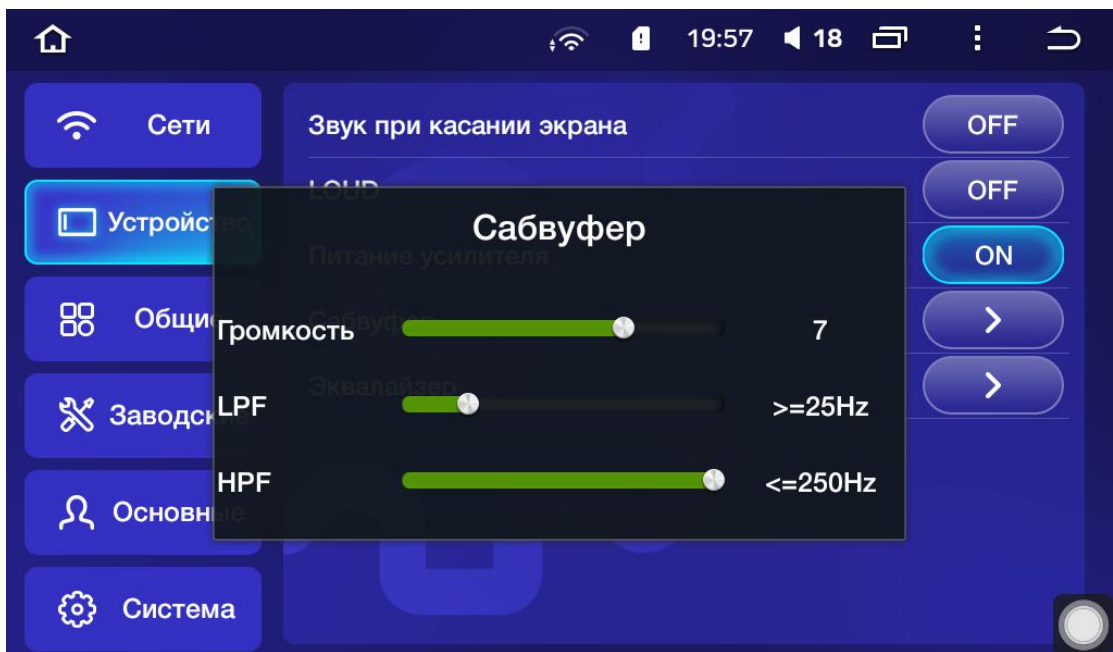 19:57 18
Сети
Звук при касании экрана OFF
LOUD OFF
Устройство
Сабвуфер
Питание усилителя ON
Общие
Сабвуфер
Громкость 7
Эквалайзер
Заводские
LPF >=25Hz
HPF <=250Hz
Основные
Система